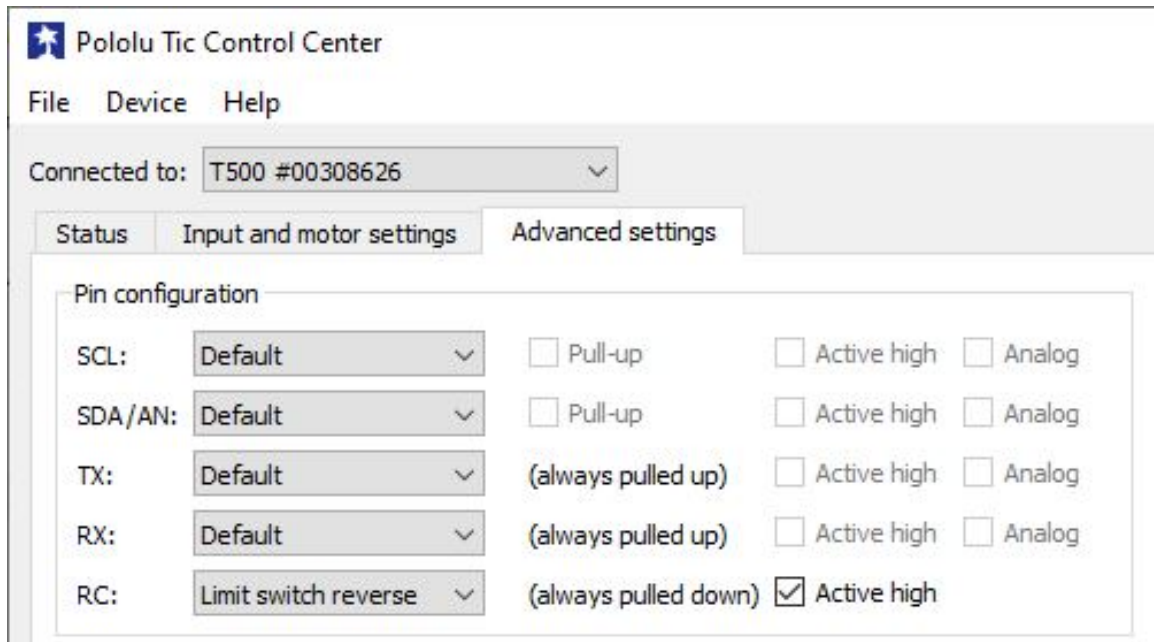 Pololu Tic Control Center
File Device Help
Connected to: T500 #00308626
Status Input and motor settings Advanced settings
Pin configuration
SCL: Default Pull-up Active high Analog
SDA/AN: Default Pull-up Active high Analog
TX: Default (always pulled up) Active high Analog
RX: Default (always pulled up) Active high Analog
RC: Limit switch reverse (always pulled down) Active high